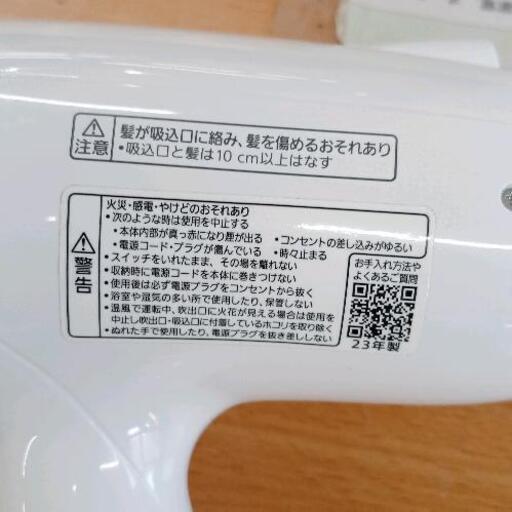 注意
髪が吸込口に絡み、髪を傷めるおそれあり
・吸込口と髪は10 cm以上はなす
警告
火災・感電・やけどのおそれあり
・次のような時は使用を中止する
・本体内部が真っ赤になり煙が出る ・コンセントの差し込みがゆるい
・電源コード・プラグが傷んでいる ・時々止まる
・スイッチをいれたまま、その場を離れない
・収納時に電源コードを本体に巻きつけない
・使用後は必ず電源プラグをコンセントから抜く
・浴室や湿気の多い所で使用したり、保管しない
・温風で運転中、吹出口に火花が見える場合は使用を
中止し吹出口・吸込口に付着しているホコリを取り除く
・ぬれた手で使用したり、電源プラグを抜き差ししない
お手入れ方法や
よくあるご質問
23年製